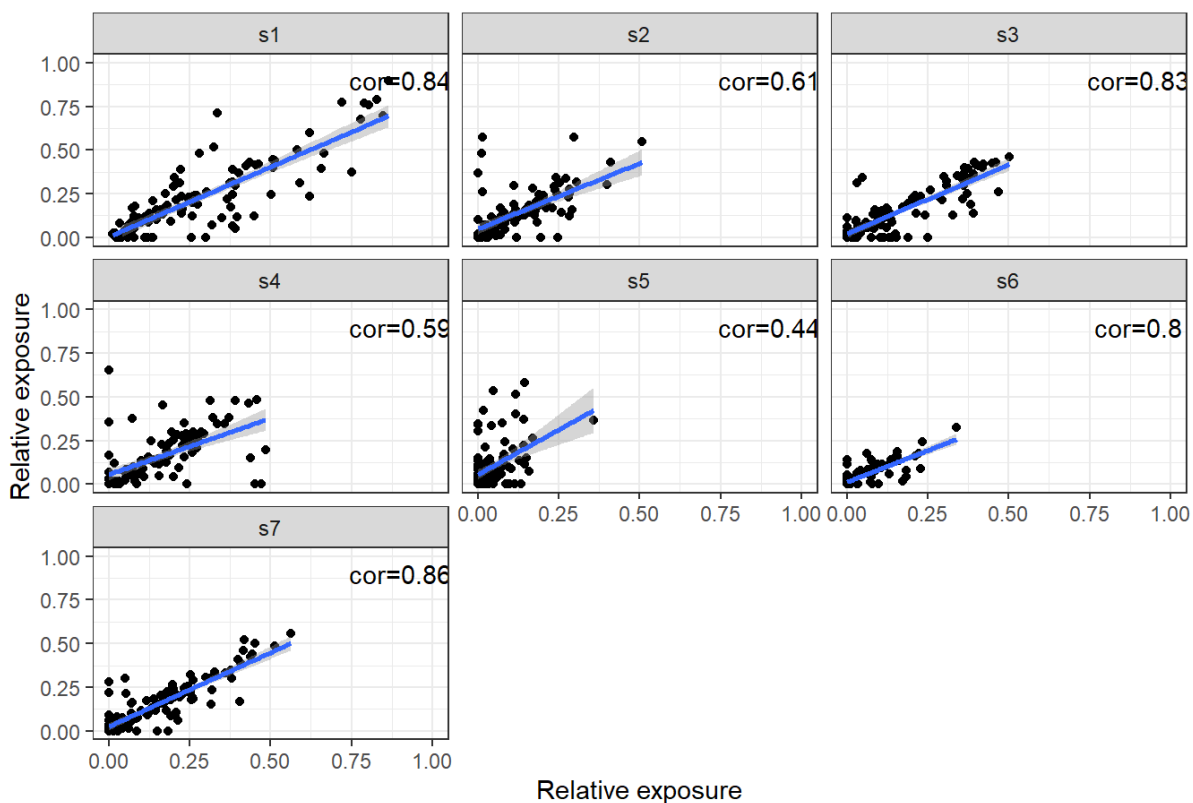 s1 s2 s3
1.00 cor=0.84 cor=0.61 cor=0.83
0.75
0.50
0.25
0.00
s4 s5 s6
1.00 cor=0.59 cor=0.44 cor=0.8
0.75
0.50
0.25
0.00
0.00 0.25 0.50 0.75 1.00 0.00 0.25 0.50 0.75 1.00
s7
1.00 cor=0.86
0.75
0.50
0.25
0.00
0.00 0.25 0.50 0.75 1.00
Relative exposure
Relative exposure